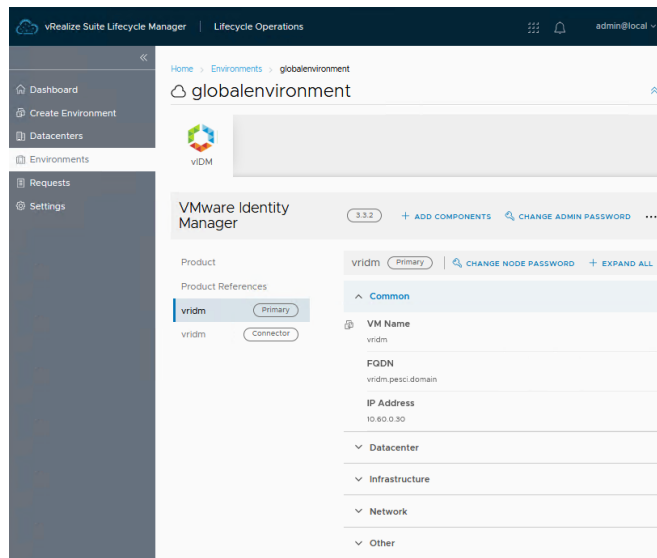 vRealize Suite Lifecycle Manager | Lifecycle Operations admin@local
Home > Environments > globalenvironment
globalenvironment
Dashboard
Create Environment
Datacenters
Environments
Requests
Settings
vIDM
VMware Identity
Manager
3.3.2 + ADD COMPONENTS CHANGE ADMIN PASSWORD ...
Product
Product References
vridm Primary
vridm Connector
vridm Primary | CHANGE NODE PASSWORD + EXPAND ALL
Common
VM Name
vridm
FQDN
vridm.pesci.domain
IP Address
10.60.0.30
Datacenter
Infrastructure
Network
Other